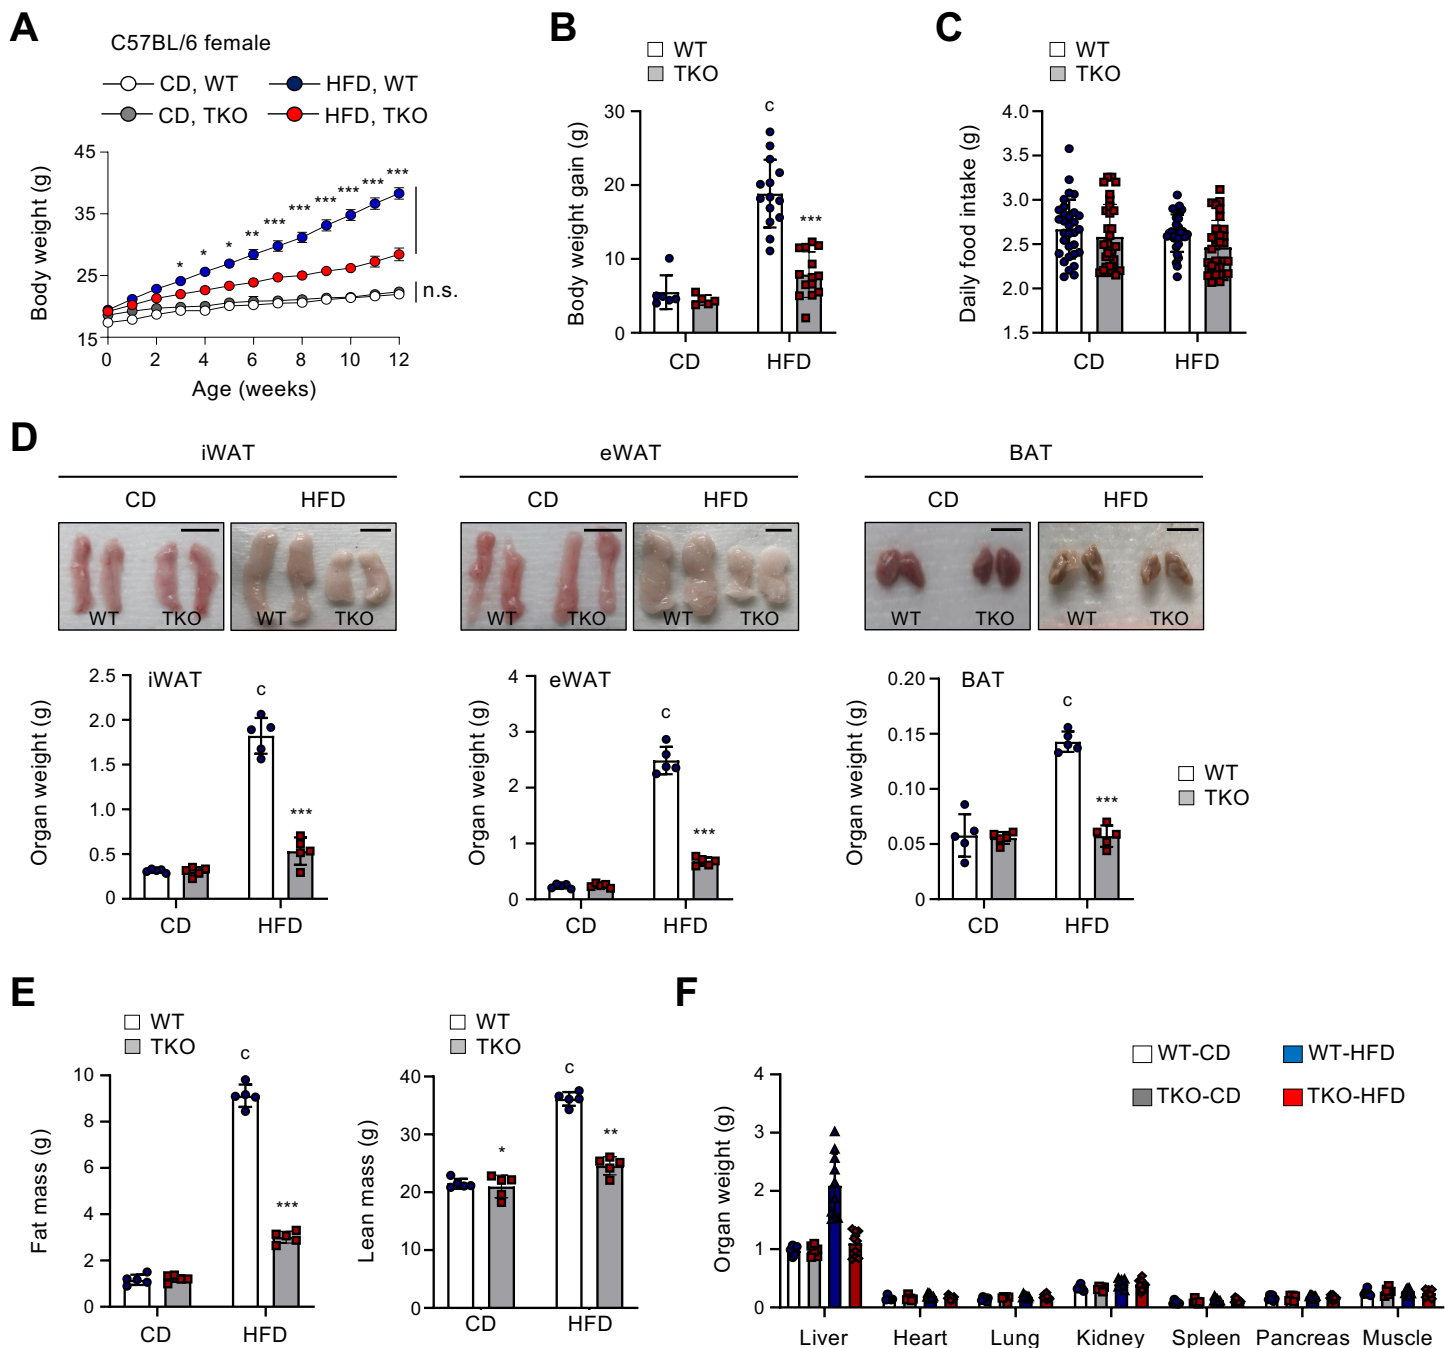 A
C57BL/6 female
CD, WT
HFD, WT
CD, TKO
HFD, TKO
Body weight (g)
45
35
25
15
*
*
*
**
***
***
***
***
***
***
n.s.
0
2
4
6
8
10
12
Age (weeks)
B
WT
TKO
Body weight gain (g)
30
20
10
0
c
***
CD
HFD
C
WT
TKO
Daily food intake (g)
4.0
3.5
3.0
2.5
2.0
1.5
CD
HFD
D
iWAT
CD
HFD
WT
TKO
WT
TKO
eWAT
CD
HFD
WT
TKO
WT
TKO
BAT
CD
HFD
WT
TKO
WT
TKO
iWAT
Organ weight (g)
2.5
2.0
1.5
1.0
0.5
0
c
***
CD
HFD
eWAT
Organ weight (g)
4
3
2
1
0
c
***
CD
HFD
BAT
Organ weight (g)
0.20
0.15
0.10
0.05
0
c
***
CD
HFD
WT
TKO
E
WT
TKO
Fat mass (g)
10
8
6
4
2
0
c
***
CD
HFD
WT
TKO
Lean mass (g)
40
30
20
10
0
*
c
**
CD
HFD
F
WT-CD
WT-HFD
TKO-CD
TKO-HFD
Organ weight (g)
4
3
2
1
0
Liver
Heart
Lung
Kidney
Spleen
Pancreas
Muscle